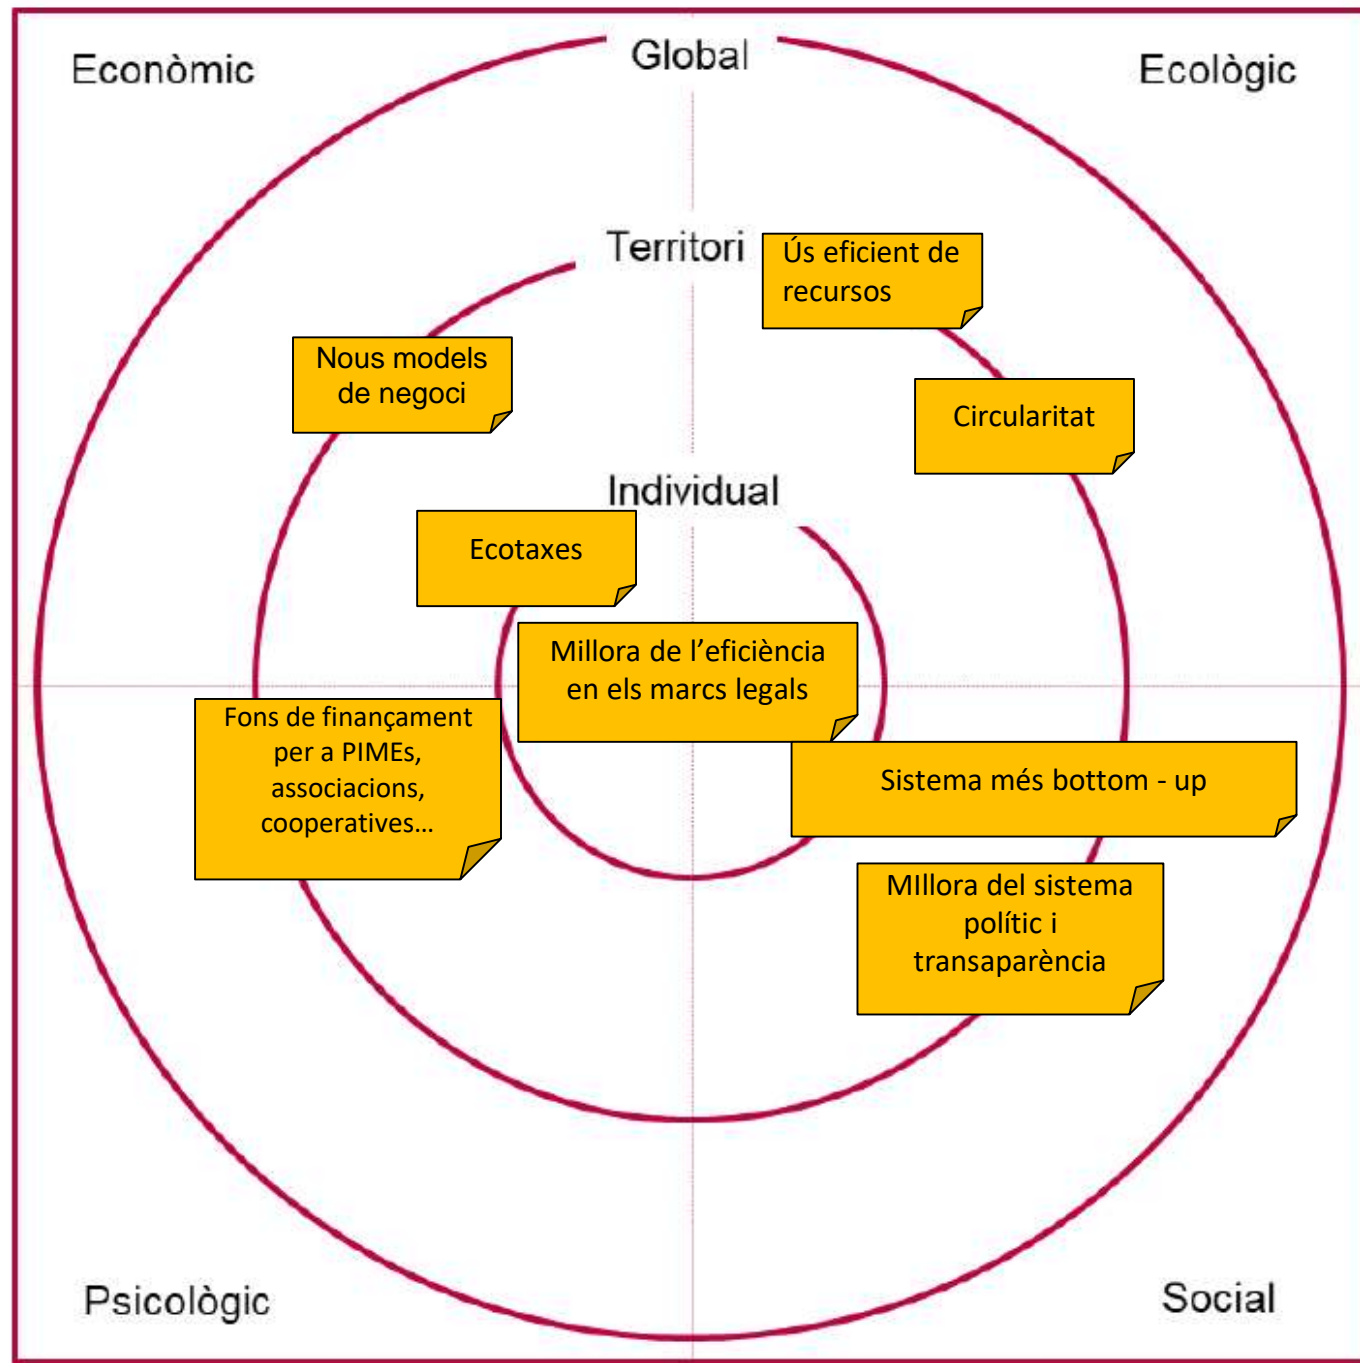 Econòmic
Global
Ecològic
Territori
Ús eficient de
recursos
Nous models
de negoci
Circularitat
Individual
Ecotaxes
Millora de l’eficiència
en els marcs legals
Fons de finançament
per a PIMEs,
associacions,
cooperatives…
Sistema més bottom - up
MIllora del sistema
polític i
transaparència
Psicològic
Social